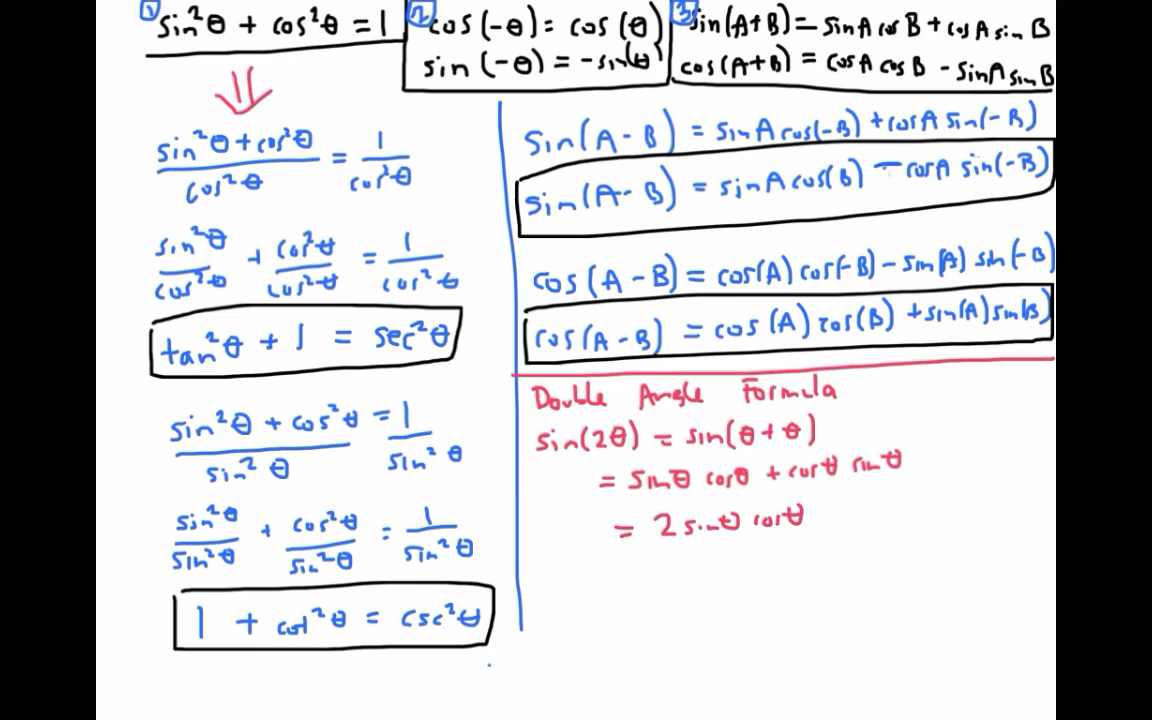 1 sin²θ + cos²θ = 1
2 cos(-θ) = cos(θ)
sin(-θ) = -sin(θ)
3 sin(A+B) = sinA cosB + cosA sinB
cos(A+B) = cosA cosB - sinA sinB
⇓
sin²θ + cos²θ / cos²θ = 1 / cos²θ
sin²θ / cos²θ + cos²θ / cos²θ = 1 / cos²θ
tan²θ + 1 = sec²θ
sin²θ + cos²θ / sin²θ = 1 / sin²θ
sin²θ / sin²θ + cos²θ / sin²θ = 1 / sin²θ
1 + cot²θ = csc²θ
sin(A-B) = sinA cos(-B) + cosA sin(-B)
sin(A-B) = sinA cos(B) - cosA sin(-B)
cos(A-B) = cos(A) cos(-B) - sin(A) sin(-B)
cos(A-B) = cos(A) cos(B) + sin(A) sin(B)
Double Angle Formula
sin(2θ) = sin(θ+θ)
= sinθ cosθ + cosθ sinθ
= 2 sinθ cosθ